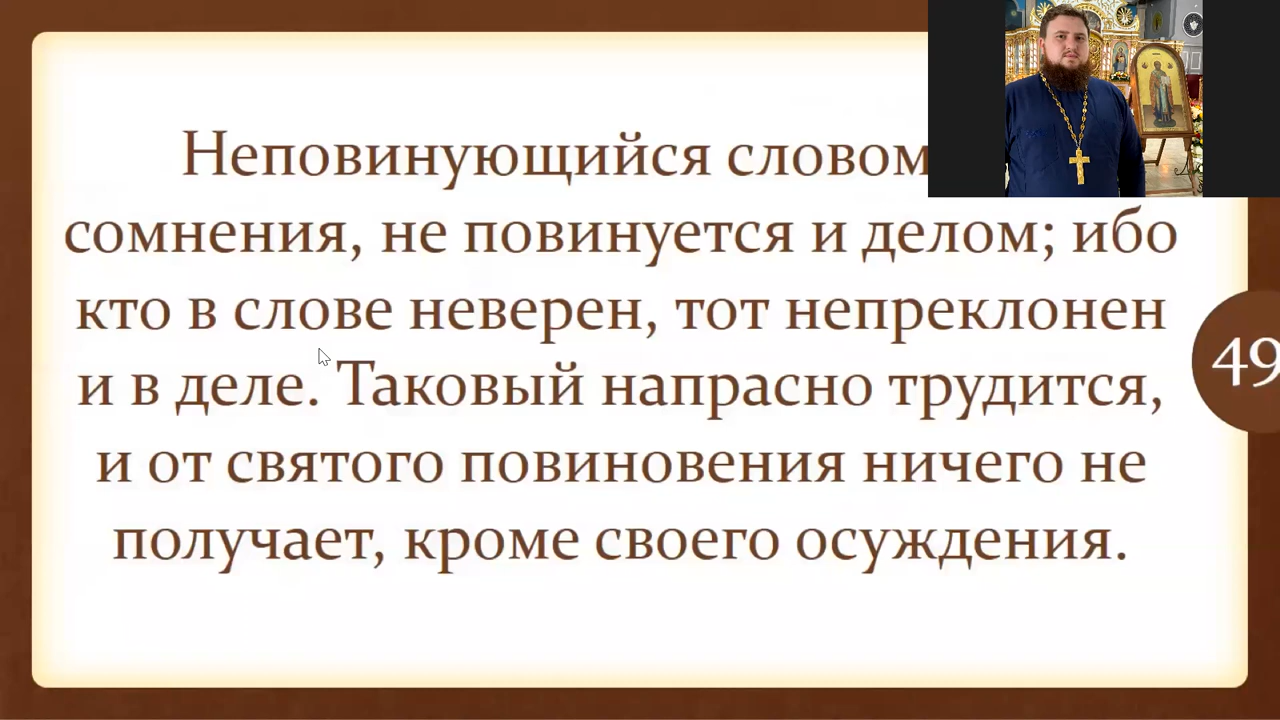 Неповинующийся словом
сомнения, не повинуется и делом; ибо
кто в слове неверен, тот непреклонен
и в деле. Таковый напрасно трудится,
и от святого повиновения ничего не
получает, кроме своего осуждения.
49